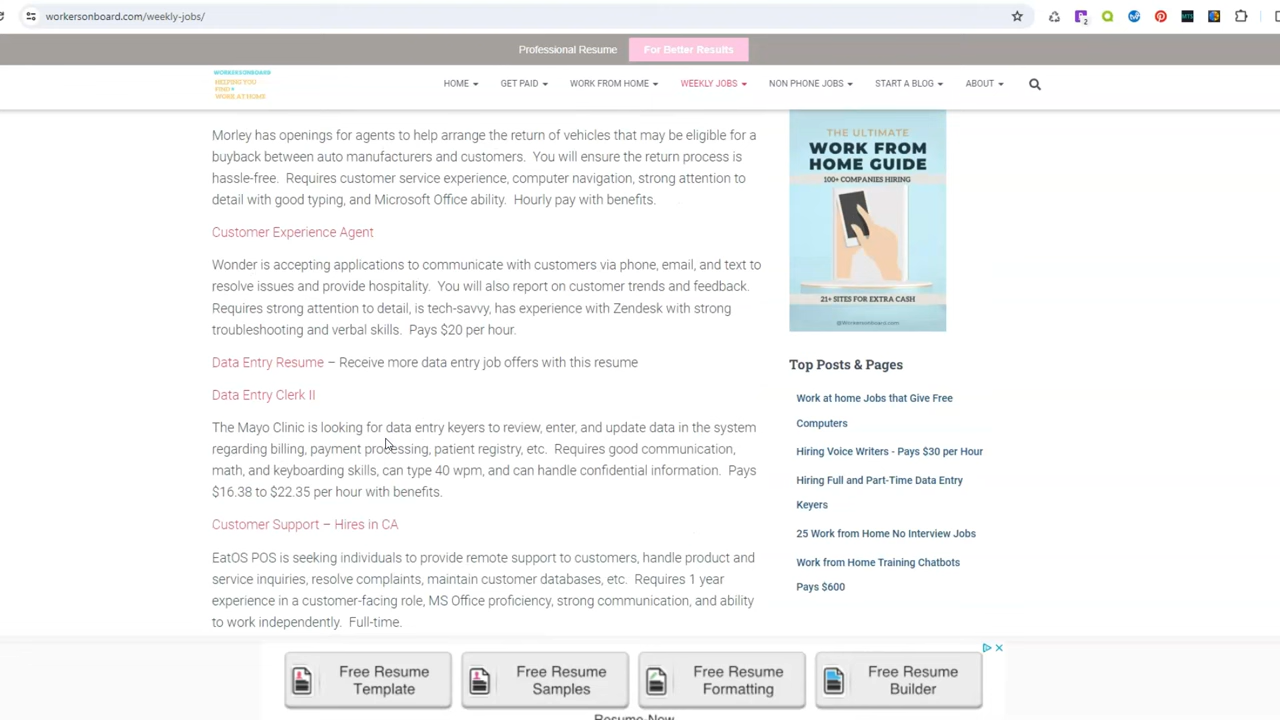 workersonboard.com/weekly-jobs/
Professional Resume For Better Results
WORKERSONBOARD
HELPING YOU
FIND
WORK AT HOME
HOME GET PAID WORK FROM HOME WEEKLY JOBS NON PHONE JOBS START A BLOG ABOUT
Morley has openings for agents to help arrange the return of vehicles that may be eligible for a
buyback between auto manufacturers and customers. You will ensure the return process is
hassle-free. Requires customer service experience, computer navigation, strong attention to
detail with good typing, and Microsoft Office ability. Hourly pay with benefits.
Customer Experience Agent
Wonder is accepting applications to communicate with customers via phone, email, and text to
resolve issues and provide hospitality. You will also report on customer trends and feedback.
Requires strong attention to detail, is tech-savvy, has experience with Zendesk with strong
troubleshooting and verbal skills. Pays $20 per hour.
Data Entry Resume – Receive more data entry job offers with this resume
Data Entry Clerk II
The Mayo Clinic is looking for data entry keyers to review, enter, and update data in the system
regarding billing, payment processing, patient registry, etc. Requires good communication,
math, and keyboarding skills, can type 40 wpm, and can handle confidential information. Pays
$16.38 to $22.35 per hour with benefits.
Customer Support – Hires in CA
EatOS POS is seeking individuals to provide remote support to customers, handle product and
service inquiries, resolve complaints, maintain customer databases, etc. Requires 1 year
experience in a customer-facing role, MS Office proficiency, strong communication, and ability
to work independently. Full-time.
THE ULTIMATE
WORK FROM
HOME GUIDE
100+ COMPANIES HIRING
21+ SITES FOR EXTRA CASH
@Workersonboard.com
Top Posts & Pages
Work at home Jobs that Give Free
Computers
Hiring Voice Writers - Pays $30 per Hour
Hiring Full and Part-Time Data Entry
Keyers
25 Work from Home No Interview Jobs
Work from Home Training Chatbots
Pays $600
Free Resume
Template
Free Resume
Samples
Free Resume
Formatting
Free Resume
Builder
Resume-Now